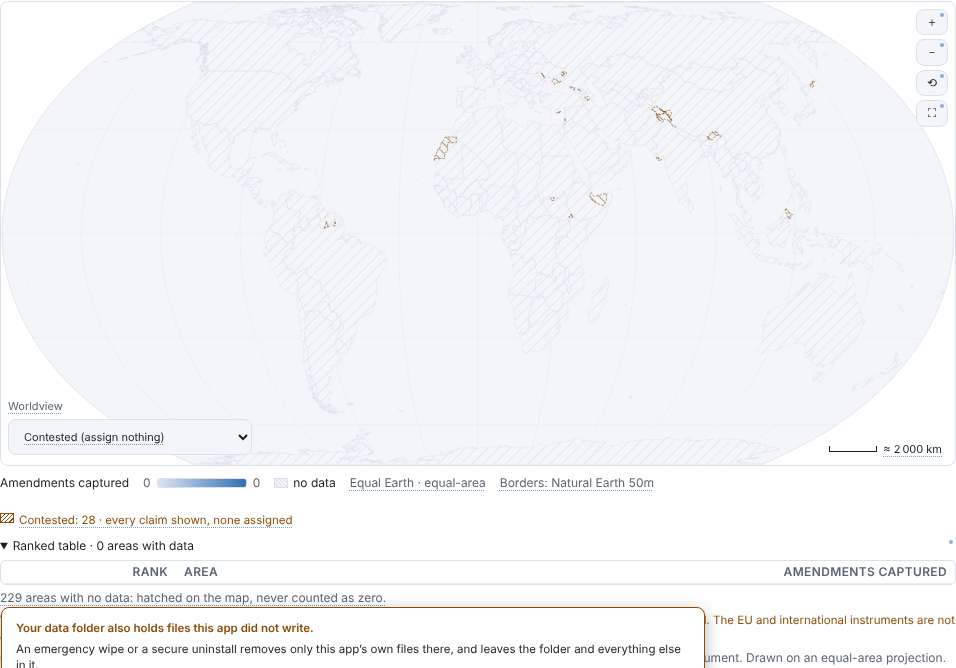 +
−
⟲
⛶
Worldview
Contested (assign nothing)
≈ 2 000 km
Amendments captured 0 0 no data Equal Earth · equal-area Borders: Natural Earth 50m
Contested: 28 · every claim shown, none assigned
▼ Ranked table · 0 areas with data
RANK AREA AMENDMENTS CAPTURED
229 areas with no data: hatched on the map, never counted as zero.
The EU and international instruments are not
Your data folder also holds files this app did not write.
An emergency wipe or a secure uninstall removes only this app's own files there, and leaves the folder and everything else
in it.
on an equal-area projection.